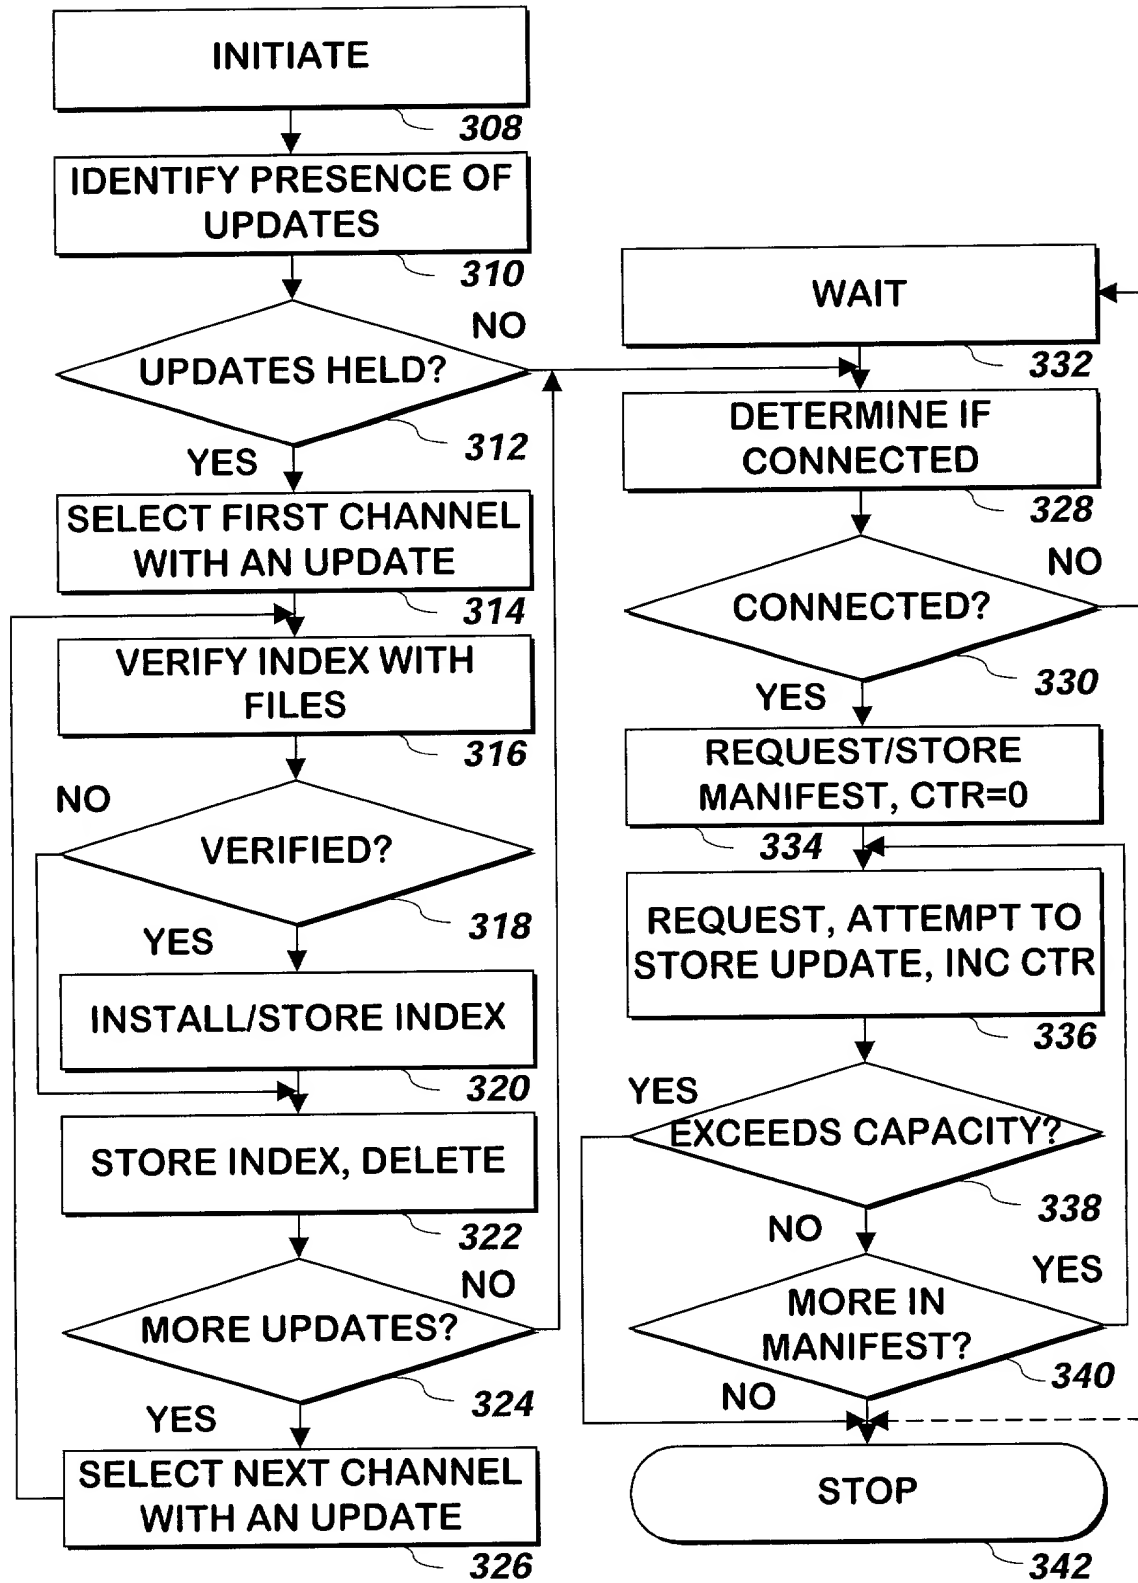 INITIATE
308
IDENTIFY PRESENCE OF
UPDATES
310
NO
UPDATES HELD?
312
YES
SELECT FIRST CHANNEL
WITH AN UPDATE
314
VERIFY INDEX WITH
FILES
316
NO
VERIFIED?
318
YES
INSTALL/STORE INDEX
320
STORE INDEX, DELETE
322
NO
MORE UPDATES?
324
YES
SELECT NEXT CHANNEL
WITH AN UPDATE
326
WAIT
332
DETERMINE IF
CONNECTED
328
NO
CONNECTED?
330
YES
REQUEST/STORE
MANIFEST, CTR=0
334
REQUEST, ATTEMPT TO
STORE UPDATE, INC CTR
336
YES
EXCEEDS CAPACITY?
338
NO
YES
MORE IN
MANIFEST?
340
NO
STOP
342